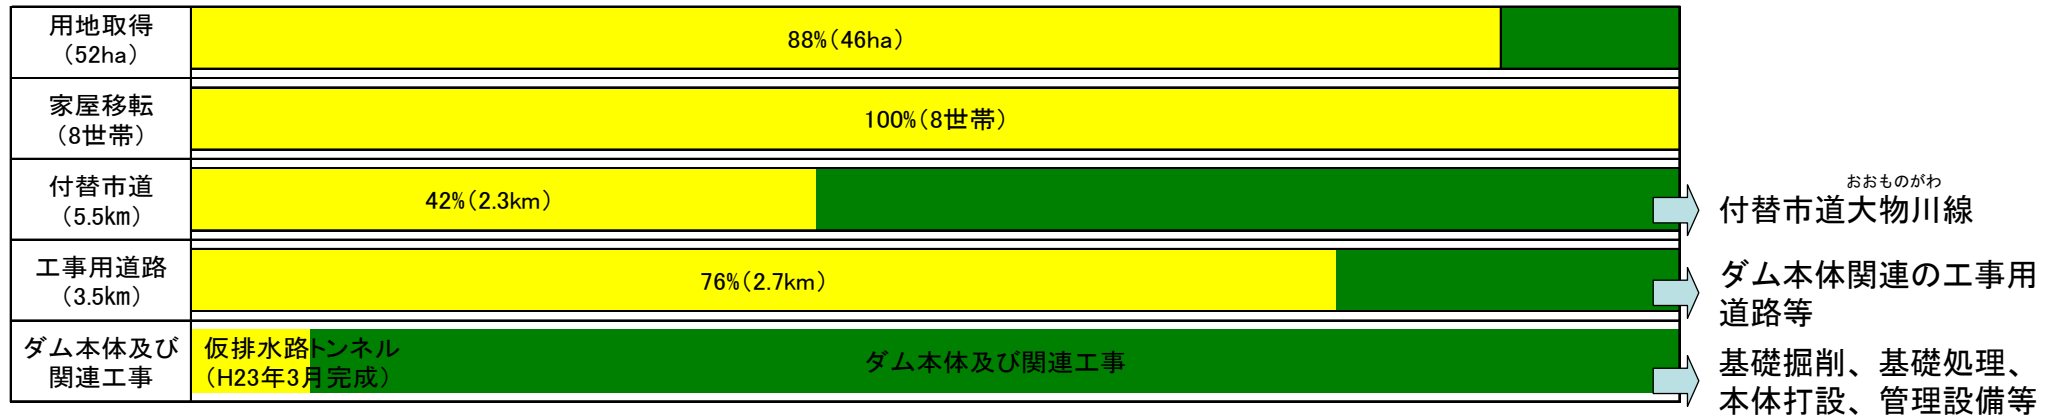 用地取得
（52ha）
88%（46ha）
家屋移転
（8世帯）
100%（8世帯）
付替市道
（5.5㎞）
42%（2.3km）
おおものがわ
付替市道大物川線
工事用道路
（3.5㎞）
76%（2.7km）
ダム本体関連の工事用
道路等
ダム本体及び
関連工事
仮排水路トンネル
（H23年3月完成）
ダム本体及び関連工事
基礎掘削、基礎処理、
本体打設、管理設備等